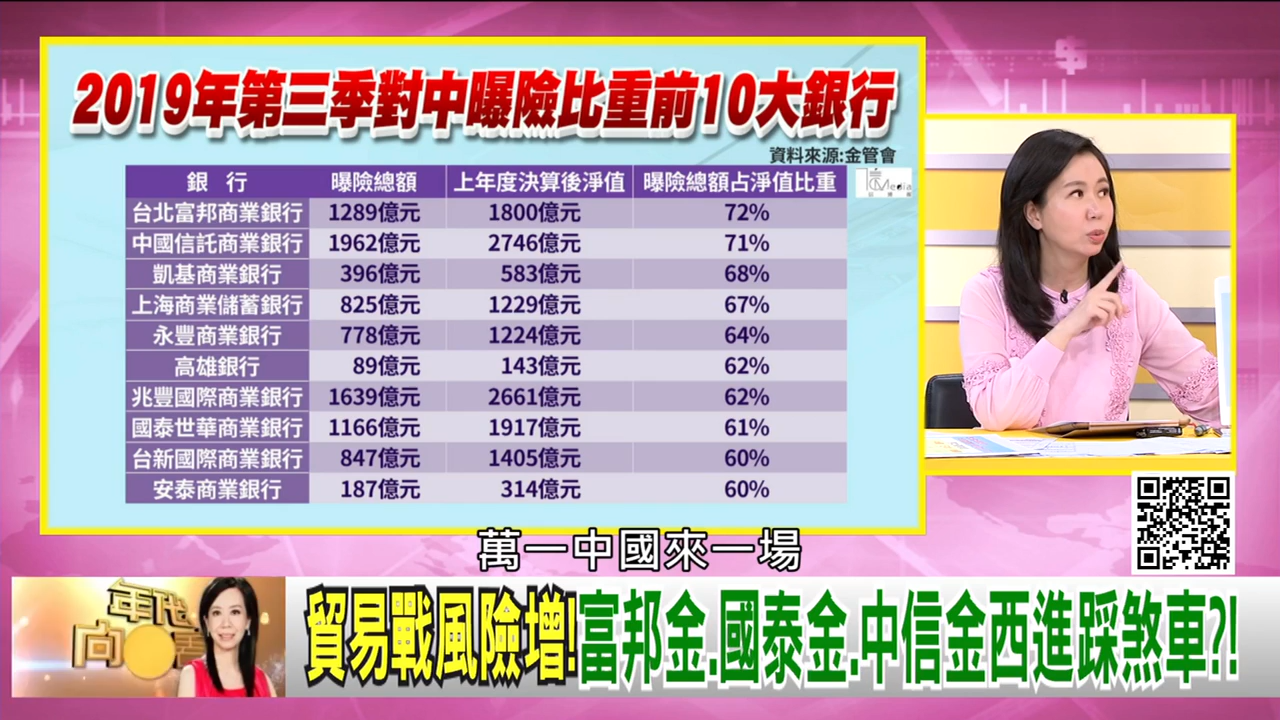 2019年第三季對中曝險比重前10大銀行
資料來源:金管會
銀 行 曝險總額 上年度決算後淨值 曝險總額占淨值比重
台北富邦商業銀行 1289億元 1800億元 72%
中國信託商業銀行 1962億元 2746億元 71%
凱基商業銀行 396億元 583億元 68%
上海商業儲蓄銀行 825億元 1229億元 67%
永豐商業銀行 778億元 1224億元 64%
高雄銀行 89億元 143億元 62%
兆豐國際商業銀行 1639億元 2661億元 62%
國泰世華商業銀行 1166億元 1917億元 61%
台新國際商業銀行 847億元 1405億元 60%
安泰商業銀行 187億元 314億元 60%
萬一中國來一場
年代
向
貿易戰風險增!富邦金.國泰金.中信金西進踩煞車?!